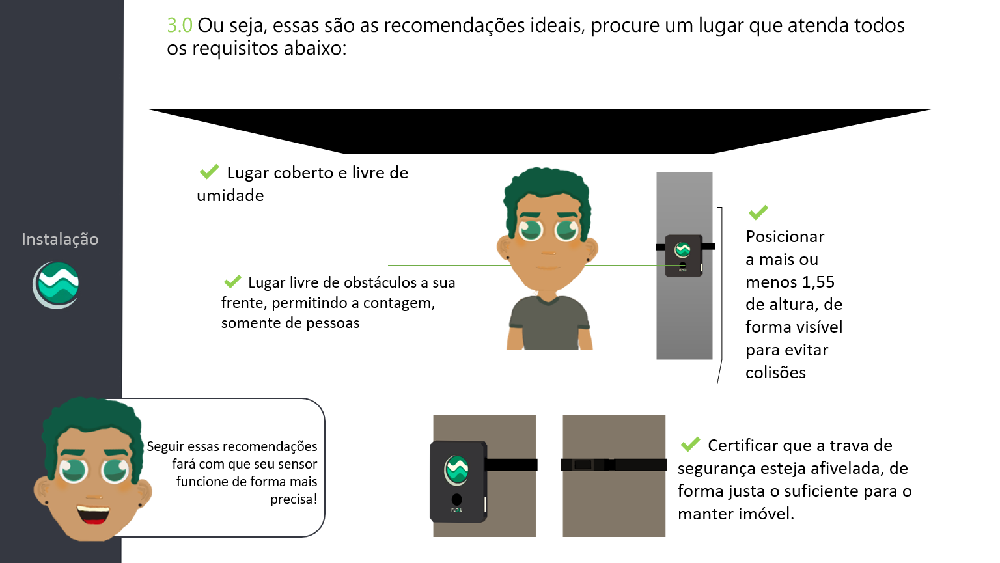 3.0 Ou seja, essas são as recomendações ideais, procure um lugar que atenda todos
os requisitos abaixo:
Lugar coberto e livre de
umidade
Instalação
Lugar livre de obstáculos a sua
frente, permitindo a contagem,
somente de pessoas
Posicionar
a mais ou
menos 1,55
de altura, de
forma visível
para evitar
colisões
Seguir essas recomendações
fará com que seu sensor
funcione de forma mais
precisa!
Certificar que a trava de
segurança esteja afivelada, de
forma justa o suficiente para o
manter imóvel.